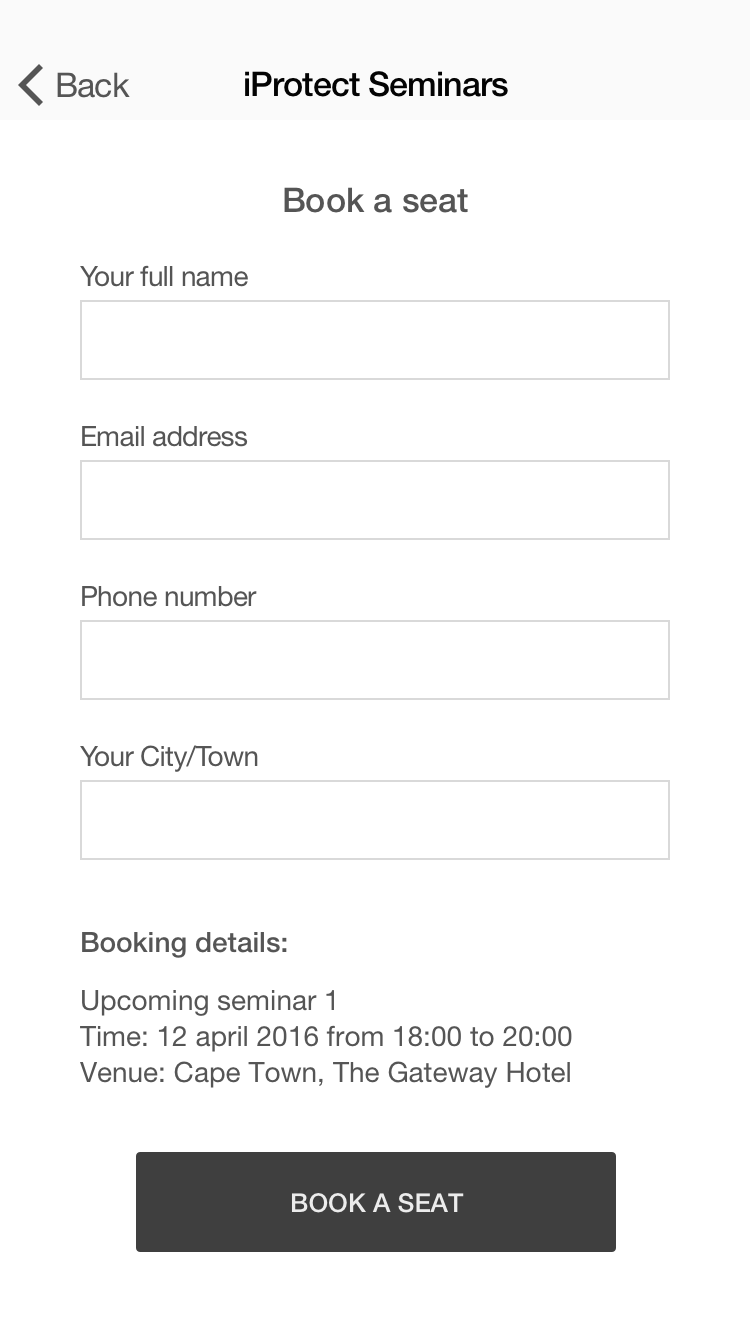 Back
iProtect Seminars
Book a seat
Your full name
Email address
Phone number
Your City/Town
Booking details:
Upcoming seminar 1
Time: 12 april 2016 from 18:00 to 20:00
Venue: Cape Town, The Gateway Hotel
BOOK A SEAT